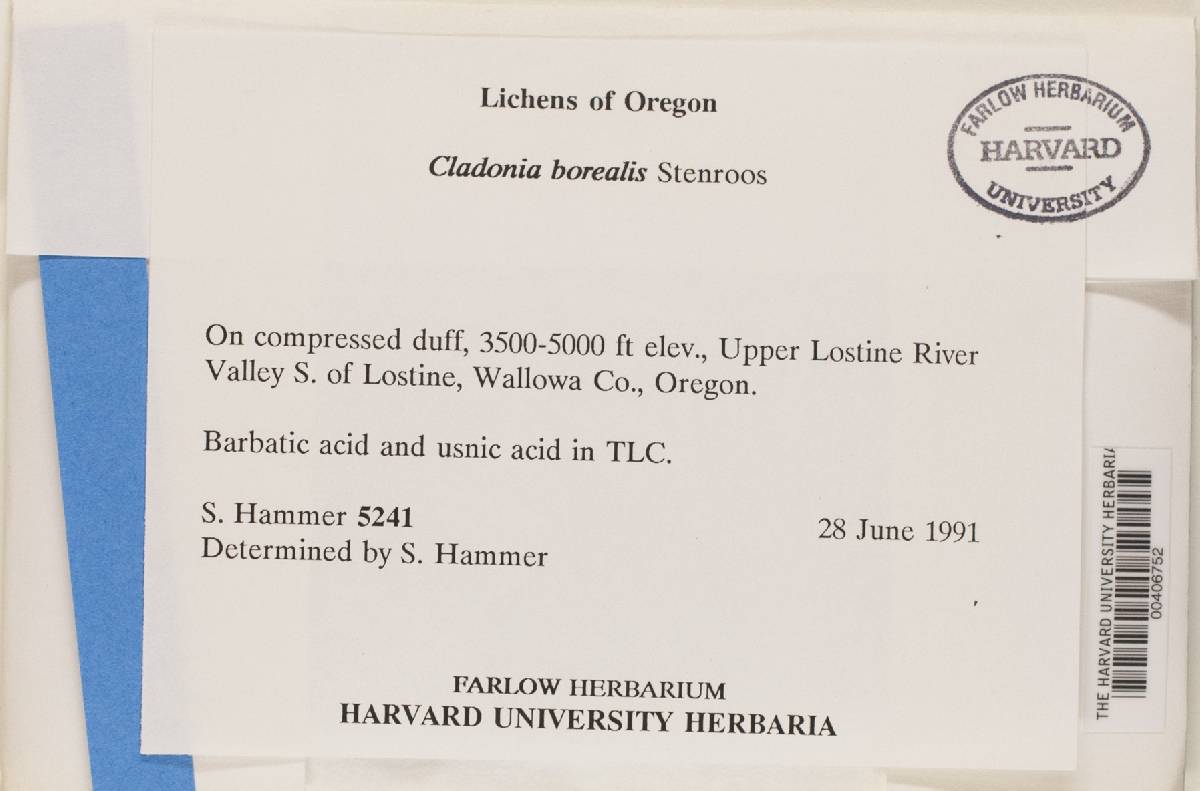 Lichens of Oregon
FARLOW HERBARIUM
HARVARD
UNIVERSITY
Cladonia borealis Stenroos
On compressed duff, 3500-5000 ft elev., Upper Lostine River
Valley S. of Lostine, Wallowa Co., Oregon.
Barbatic acid and usnic acid in TLC.
S. Hammer 5241
28 June 1991
Determined by S. Hammer
FARLOW HERBARIUM
HARVARD UNIVERSITY HERBARIA
THE HARVARD UNIVERSITY HERBARIA
00406752